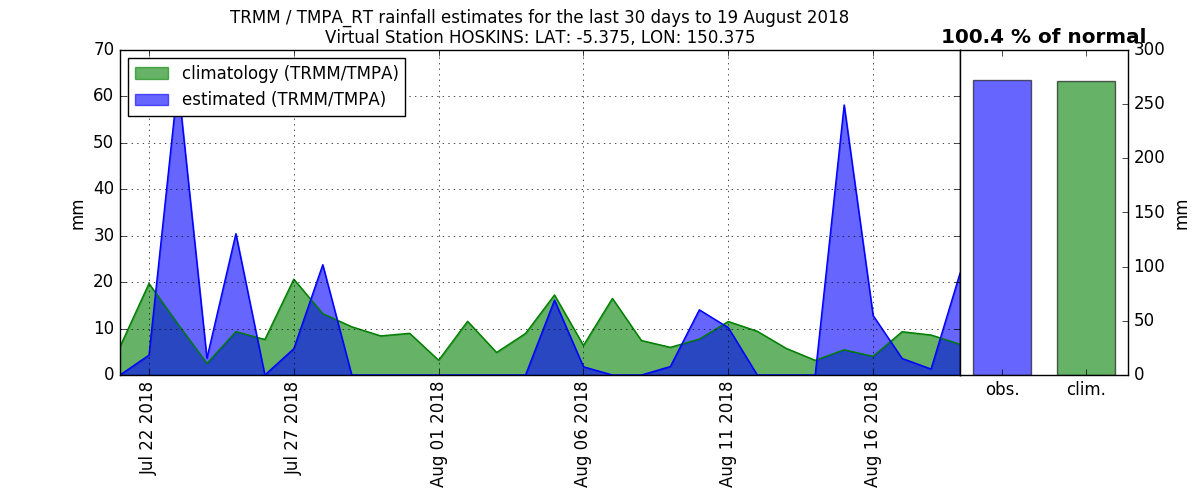 TRMM / TMPA_RT rainfall estimates for the last 30 days to 19 August 2018
Virtual Station HOSKINS: LAT: -5.375, LON: 150.375
100.4 % of normal
climatology (TRMM/TMPA)
estimated (TRMM/TMPA)
70
60
50
40
30
20
10
0
mm
Jul 22 2018
Jul 27 2018
Aug 01 2018
Aug 06 2018
Aug 11 2018
Aug 16 2018
300
250
200
150
100
50
0
mm
obs.
clim.